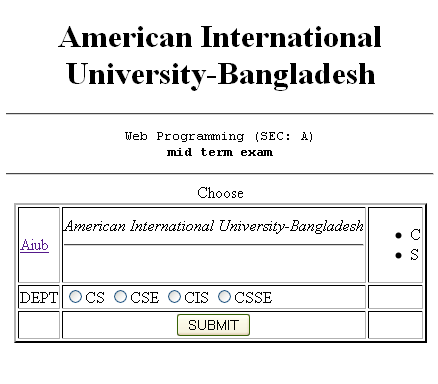 American International
University-Bangladesh
Web Programming (SEC: A)
mid term exam
Choose
Aiub
American International University-Bangladesh
C
S
DEPT CS CSE CIS CSSE
SUBMIT